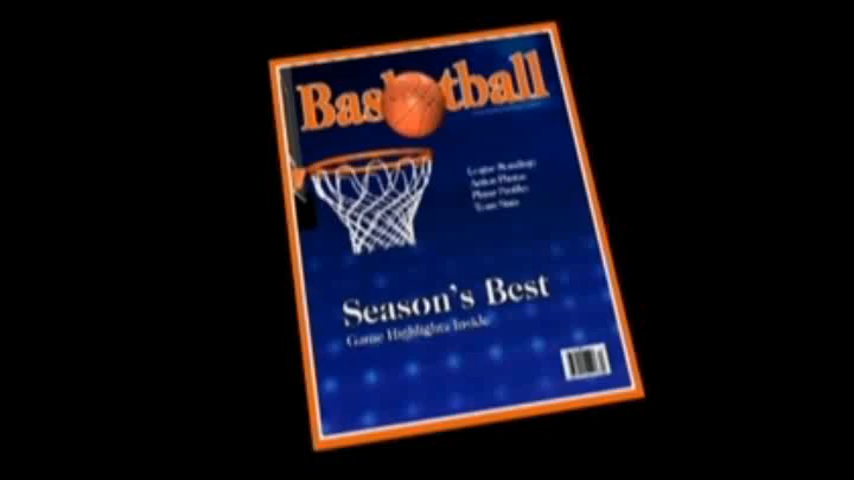 Basketball
League Standings
Action Photos
Player Profiles
Team Stats
Season's Best
Game Highlights Inside